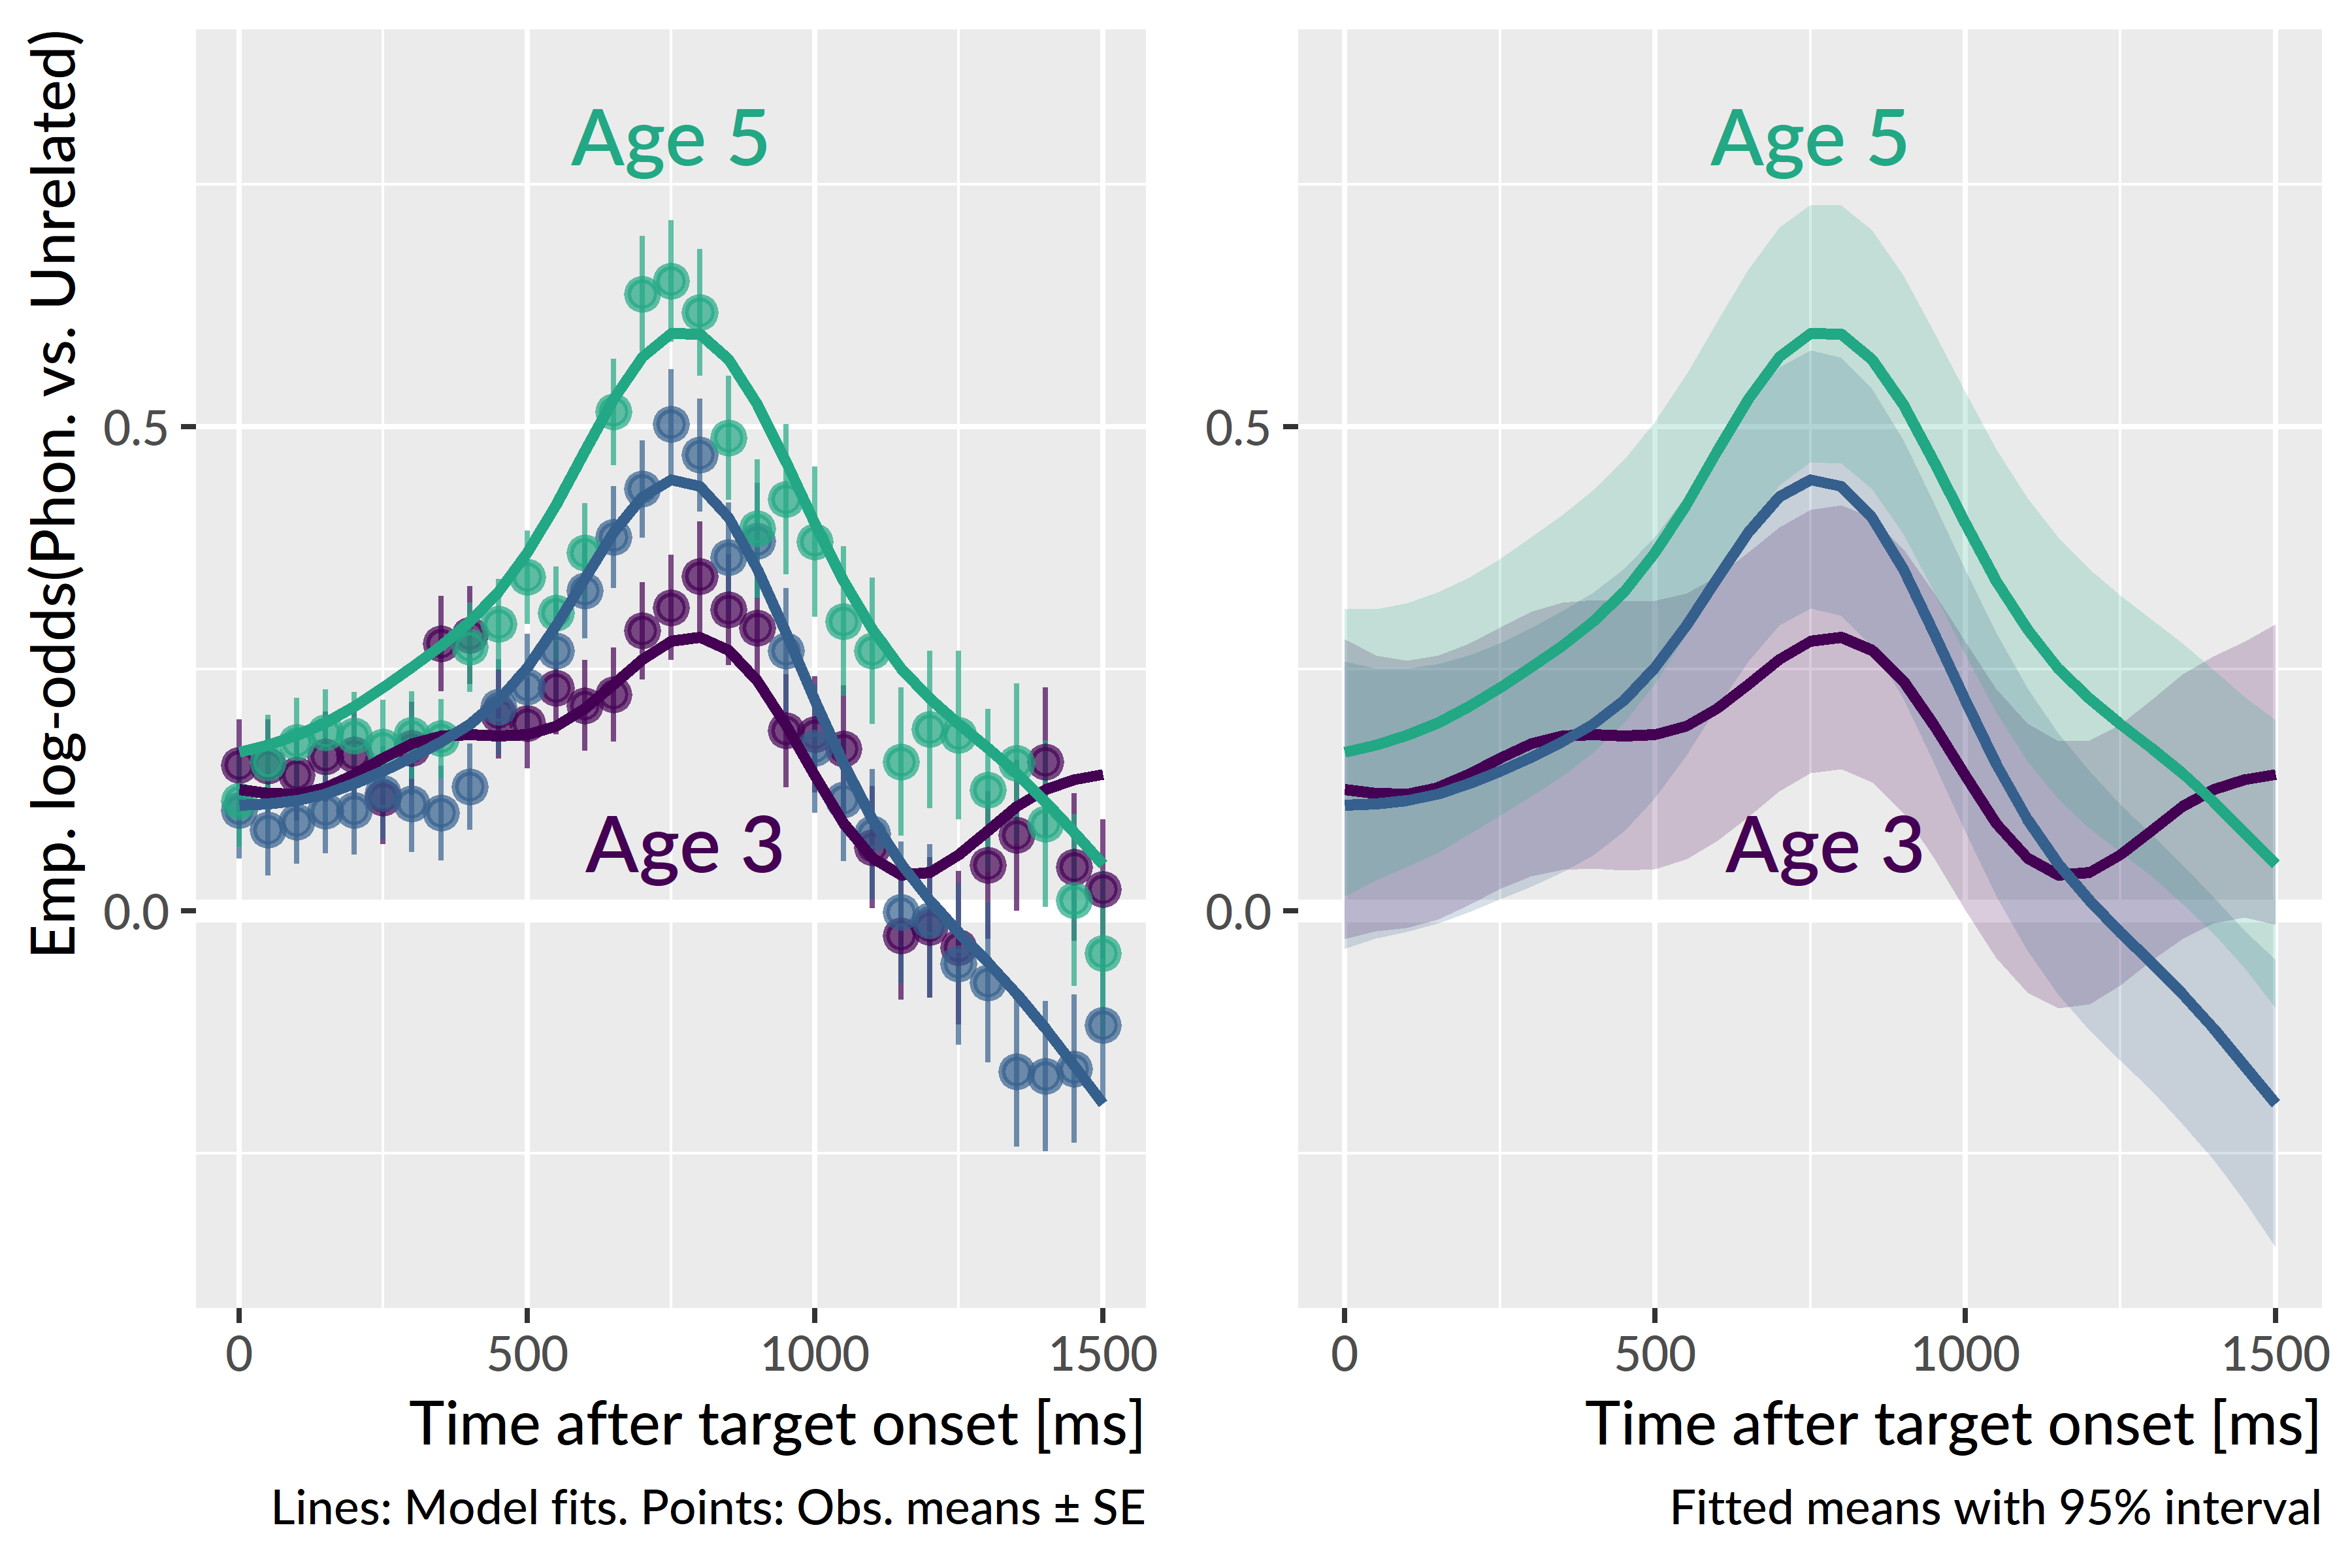 Emp. log-odds(Phon. vs. Unrelated)
0.5
0.0
Age 5
Age 3
0 500 1000 1500
Time after target onset [ms]
Lines: Model fits. Points: Obs. means ± SE
0.5
0.0
Age 5
Age 3
0 500 1000 1500
Time after target onset [ms]
Fitted means with 95% interval